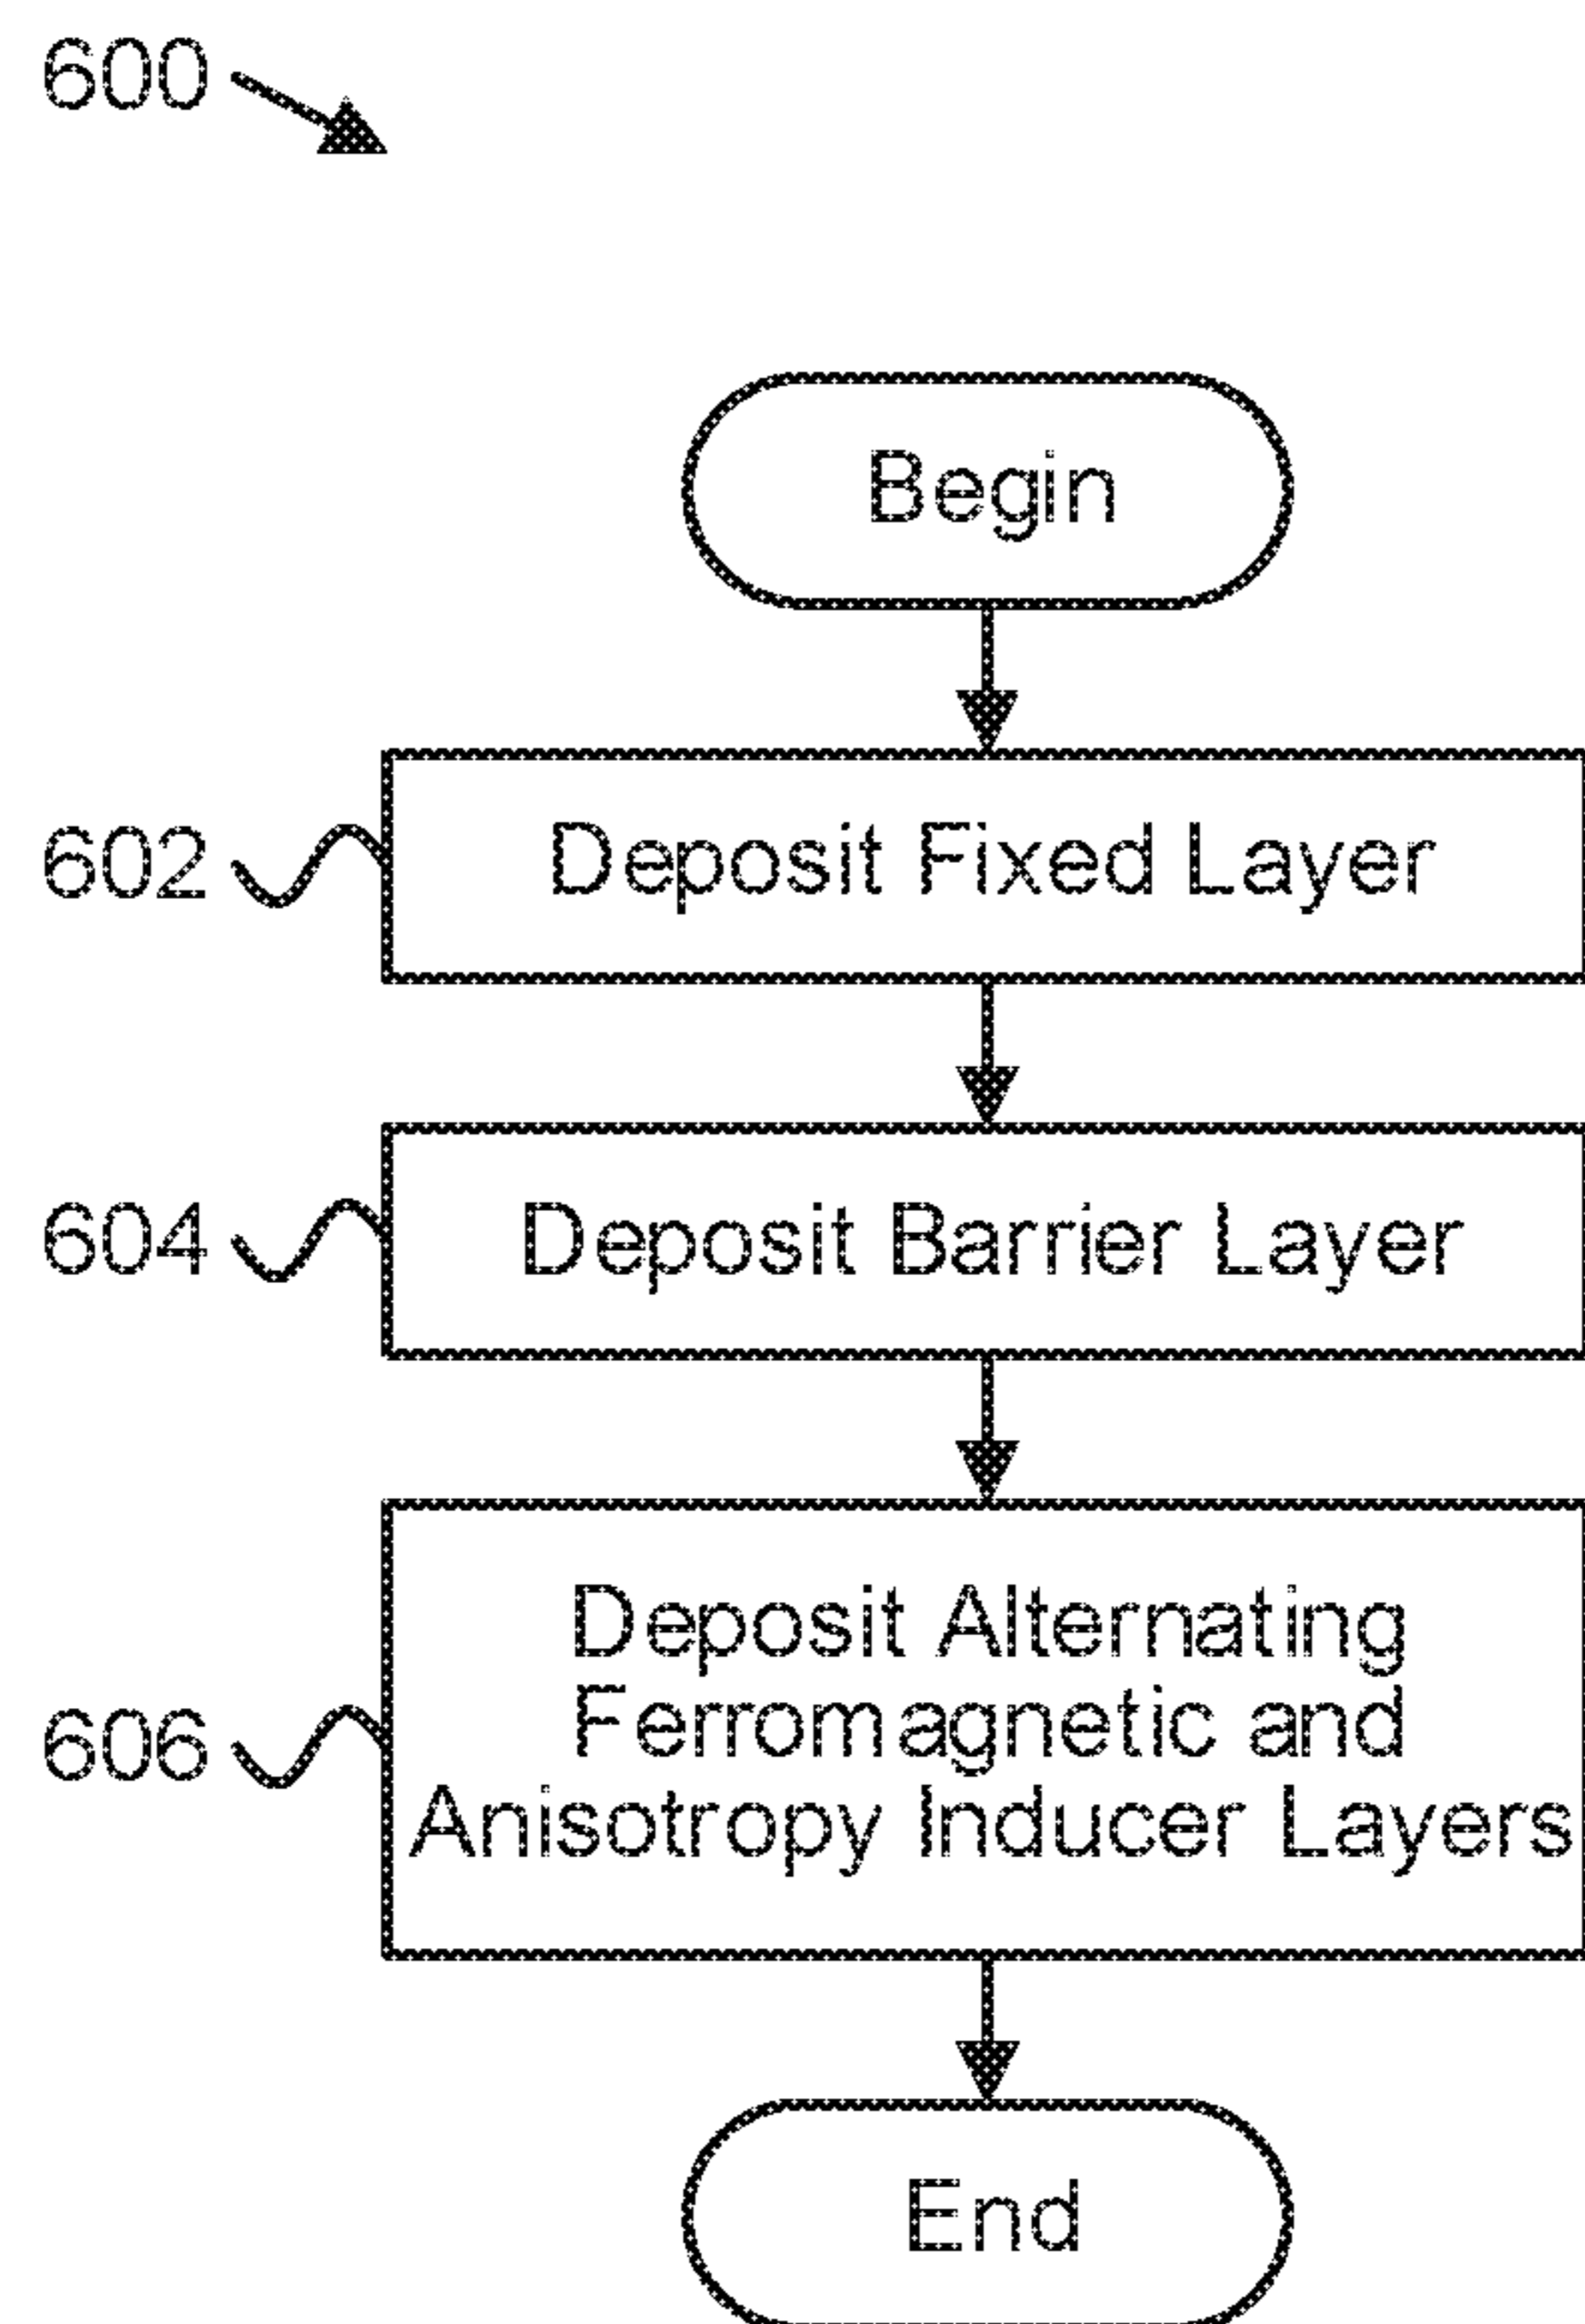 600
Begin
602 Deposit Fixed Layer
604 Deposit Barrier Layer
Deposit Alternating
606 Ferromagnetic and
Anisotropy Inducer Layers
End